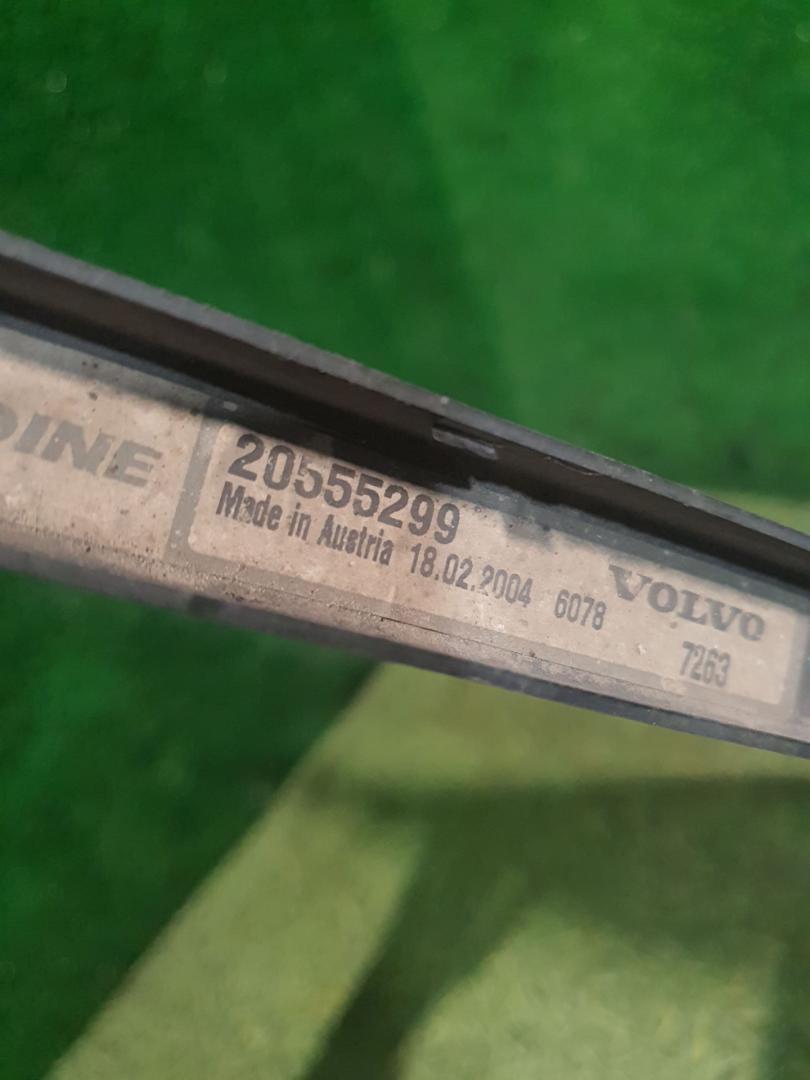 DINE
20555299
Made in Austria 18.02.2004 6078
VOLVO
7263